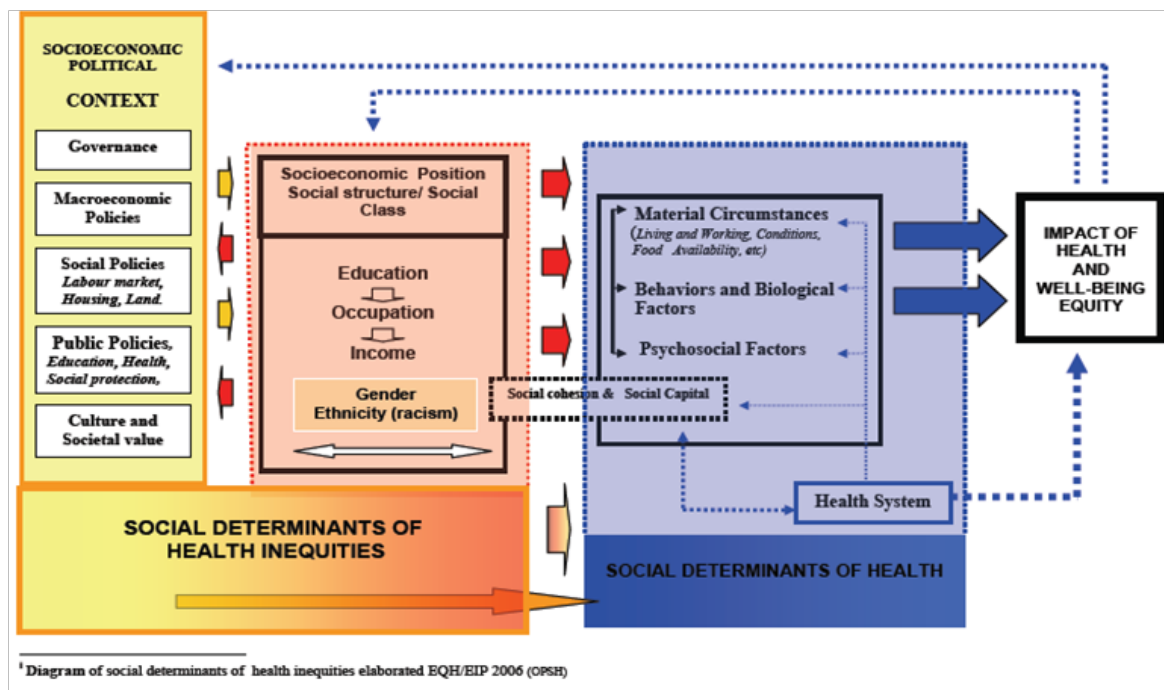 SOCIOECONOMIC
POLITICAL
CONTEXT
Governance
Macroeconomic
Policies
Social Policies
Labour market,
Housing, Land.
Public Policies,
Education, Health,
Social protection,
Culture and
Societal value
Socioeconomic Position
Social structure/ Social
Class
Education
Occupation
Income
Gender
Ethnicity (racism)
Social cohesion & Social Capital
Material Circumstances
(Living and Working, Conditions,
Food Availability, etc)
Behaviors and Biological
Factors
Psychosocial Factors
Health System
IMPACT OF
HEALTH
AND
WELL-BEING
EQUITY
SOCIAL DETERMINANTS OF
HEALTH INEQUITIES
SOCIAL DETERMINANTS OF HEALTH
Diagram of social determinants of health inequities elaborated EQH/EIP 2006 (OPSH)